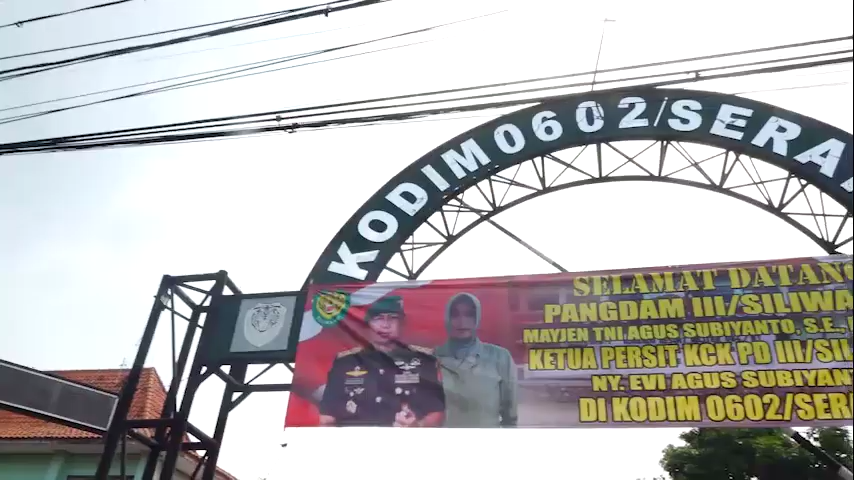 KODIM 0602/SERA
SELAMAT DATANG
PANGDAM III/SILIWA
MAYJEN TNI AGUS SUBIYANTO, S.E.,
KETUA PERSIT KCK PD III/SIL
NY. EVI AGUS SUBIYAN
DI KODIM 0602/SER